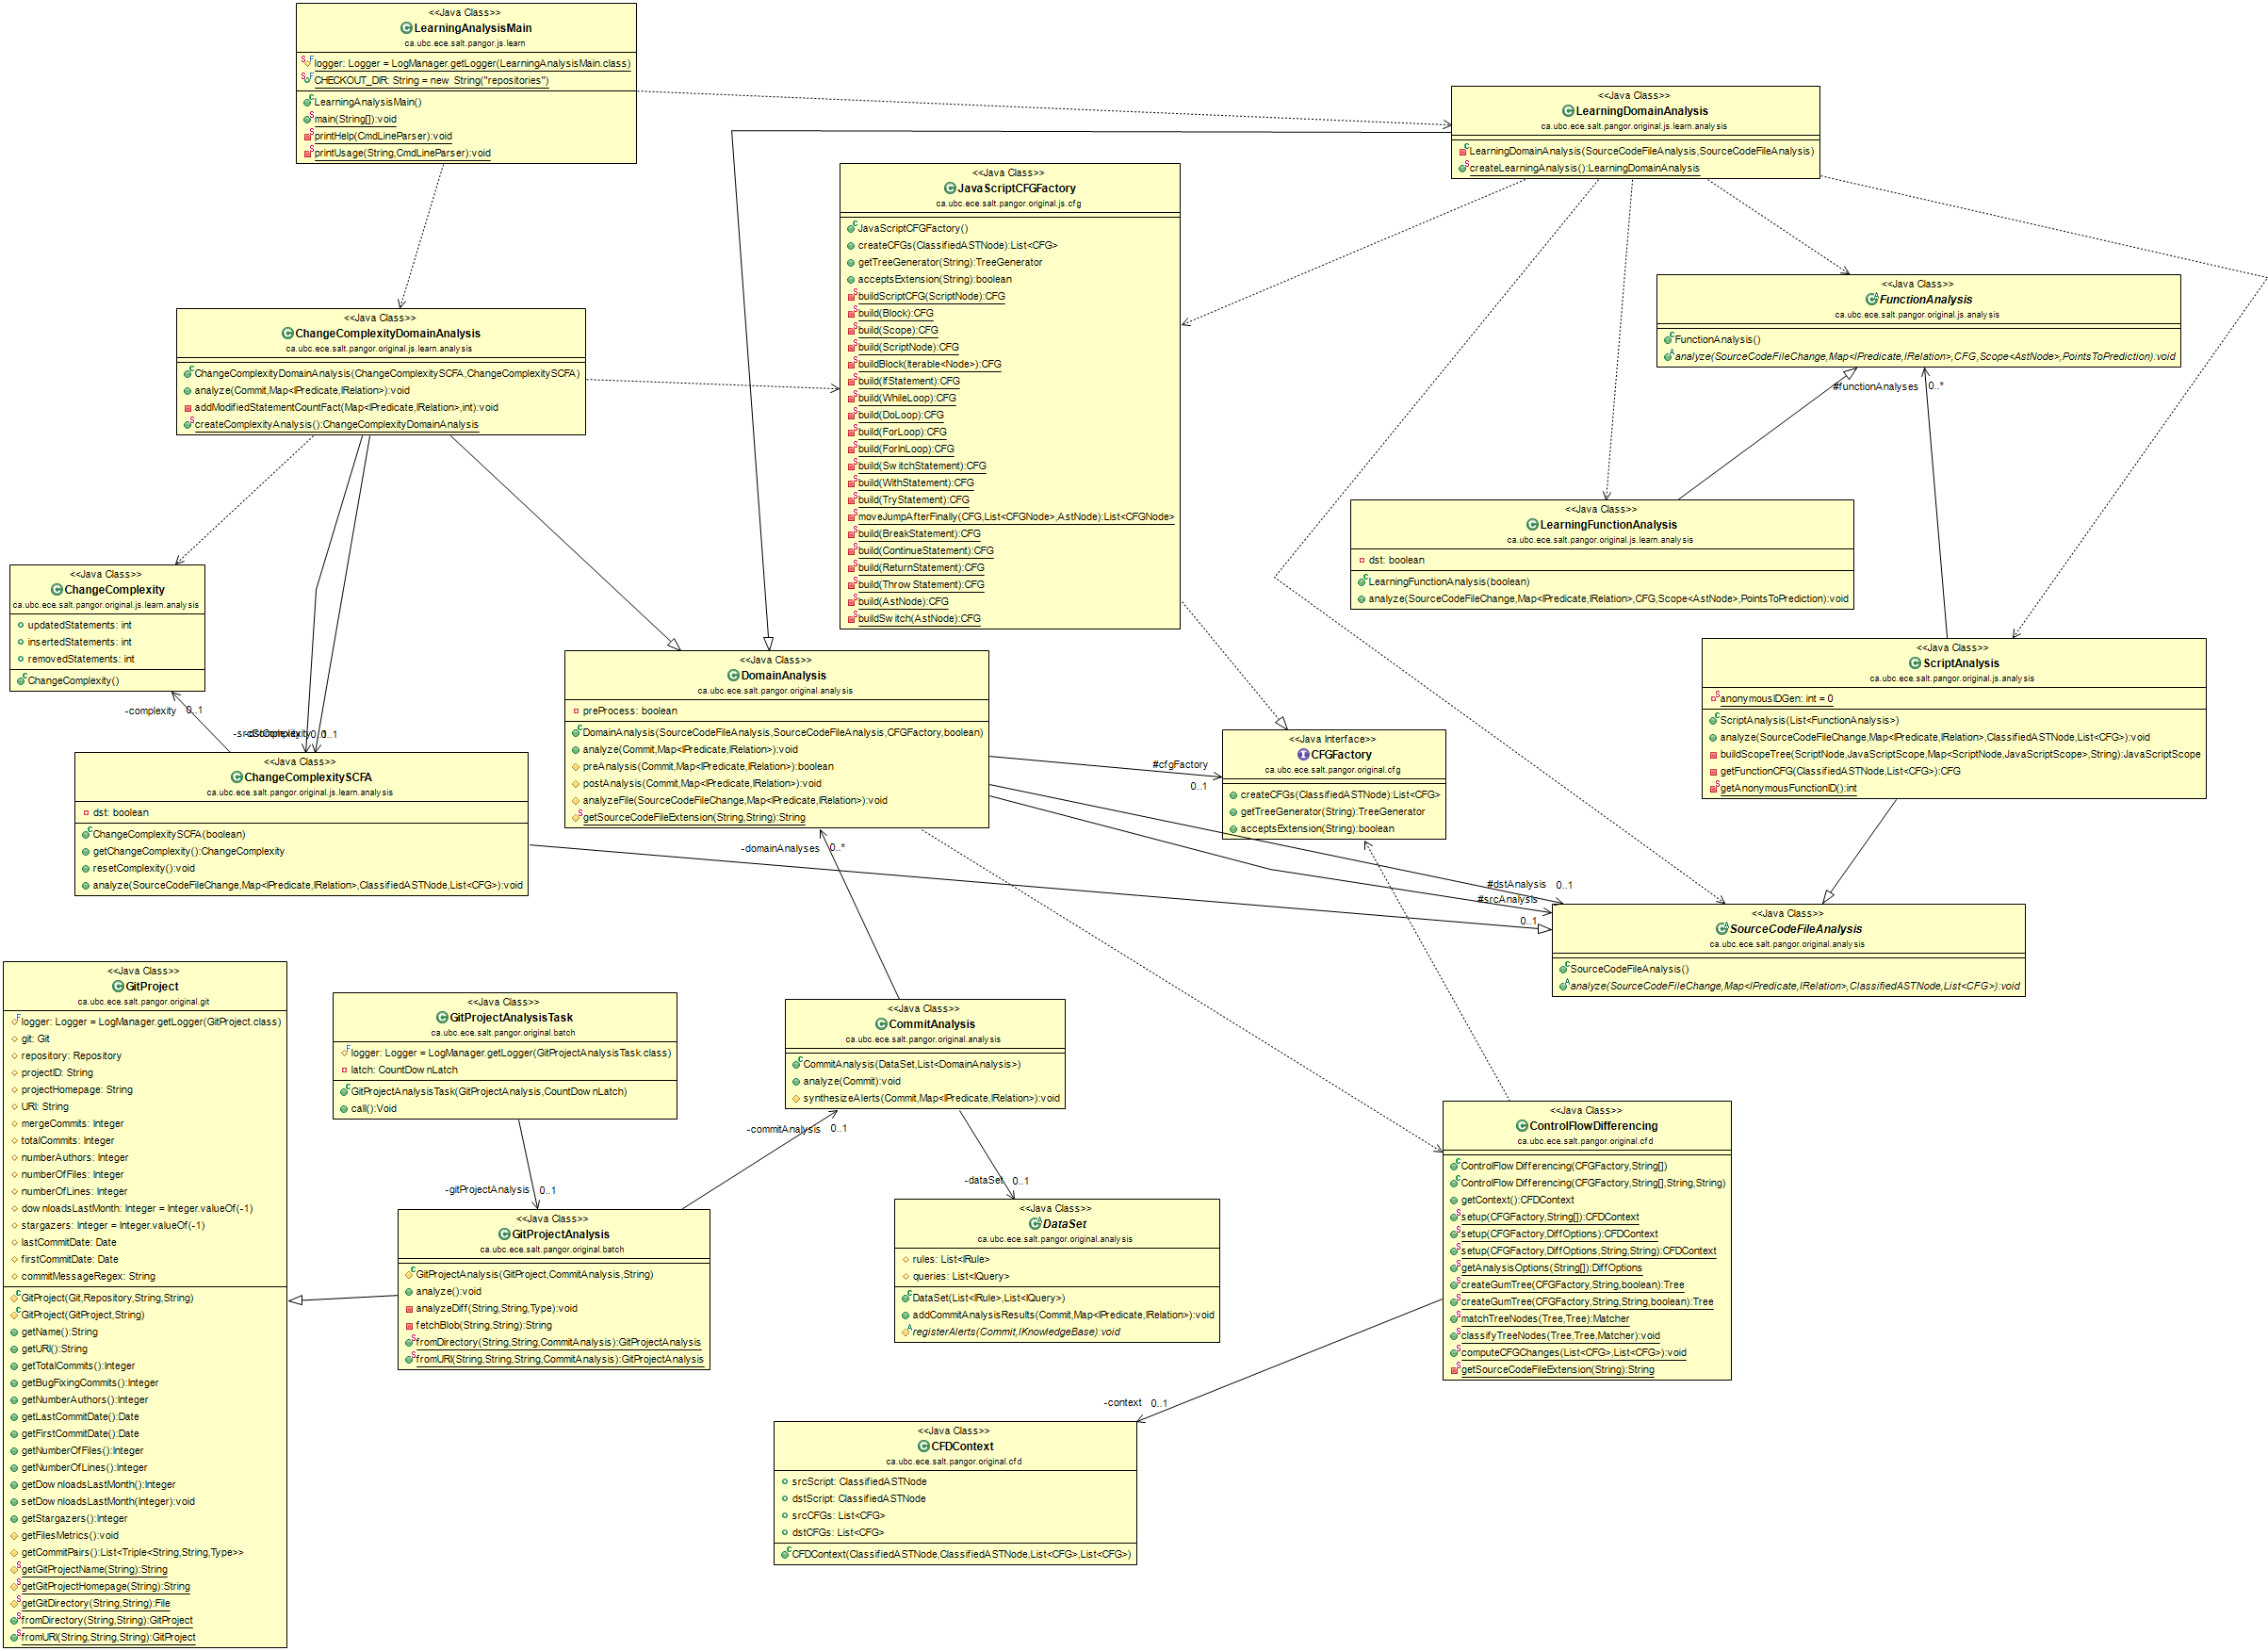 <<Java Class>>
LearningAnalysisMain
ca.ubc.ece.salt.pangor.js.learn
logger: Logger = LogManager.getLogger(LearningAnalysisMain.class)
CHECKOUT_DIR: String = new String("repositories")
LearningAnalysisMain()
main(String[]):void
printHelp(CmdLineParser):void
printUsage(String,CmdLineParser):void
<<Java Class>>
LearningDomainAnalysis
ca.ubc.ece.salt.pangor.original.js.learn.analysis
LearningDomainAnalysis(SourceCodeFileAnalysis,SourceCodeFileAnalysis)
createLearningAnalysis():LearningDomainAnalysis
<<Java Class>>
JavaScriptCFGFactory
ca.ubc.ece.salt.pangor.original.js.cfg
JavaScriptCFGFactory()
createCFGs(ClassifiedASTNode):List<CFG>
getTreeGenerator(String):TreeGenerator
acceptsExtension(String):boolean
buildScriptCFG(ScriptNode):CFG
build(Block):CFG
build(Scope):CFG
build(ScriptNode):CFG
buildBlock(Iterable<Node>):CFG
build(IfStatement):CFG
build(WhileLoop):CFG
build(DoLoop):CFG
build(ForLoop):CFG
build(ForInLoop):CFG
build(SwitchStatement):CFG
build(WithStatement):CFG
build(TryStatement):CFG
moveJumpAfterFinally(CFG,List<CFGNode>,AstNode):List<CFGNode>
build(BreakStatement):CFG
build(ContinueStatement):CFG
build(ReturnStatement):CFG
build(ThrowStatement):CFG
build(AstNode):CFG
buildSwitch(AstNode):CFG
<<Java Class>>
FunctionAnalysis
ca.ubc.ece.salt.pangor.original.js.analysis
FunctionAnalysis()
analyze(SourceCodeFileChange,Map<IPredicate,IRelation>,CFG,Scope<AstNode>,PointsToPrediction):void
#functionAnalyses 0..*
<<Java Class>>
ChangeComplexityDomainAnalysis
ca.ubc.ece.salt.pangor.original.js.learn.analysis
ChangeComplexityDomainAnalysis(ChangeComplexitySCFA,ChangeComplexitySCFA)
analyze(Commit,Map<IPredicate,IRelation>):void
addModifiedStatementCountFact(Map<IPredicate,IRelation>,int):void
createComplexityAnalysis():ChangeComplexityDomainAnalysis
<<Java Class>>
LearningFunctionAnalysis
ca.ubc.ece.salt.pangor.original.js.learn.analysis
dst: boolean
LearningFunctionAnalysis(boolean)
analyze(SourceCodeFileChange,Map<IPredicate,IRelation>,CFG,Scope<AstNode>,PointsToPrediction):void
<<Java Class>>
ChangeComplexity
ca.ubc.ece.salt.pangor.original.js.learn.analysis
updatedStatements: int
insertedStatements: int
removedStatements: int
ChangeComplexity()
-complexity 0..1
0..1
<<Java Class>>
ScriptAnalysis
ca.ubc.ece.salt.pangor.original.js.analysis
anonymousIDGen: int = 0
ScriptAnalysis(List<FunctionAnalysis>)
analyze(SourceCodeFileChange,Map<IPredicate,IRelation>,ClassifiedASTNode,List<CFG>):void
buildScopeTree(ScriptNode,JavaScriptScope,Map<ScriptNode,JavaScriptScope>,String):JavaScriptScope
getFunctionCFG(ClassifiedASTNode,List<CFG>):CFG
getAnonymousFunctionID():int
<<Java Class>>
DomainAnalysis
ca.ubc.ece.salt.pangor.original.analysis
preProcess: boolean
DomainAnalysis(SourceCodeFileAnalysis,SourceCodeFileAnalysis,CFGFactory,boolean)
analyze(Commit,Map<IPredicate,IRelation>):void
preAnalysis(Commit,Map<IPredicate,IRelation>):boolean
postAnalysis(Commit,Map<IPredicate,IRelation>):void
analyzeFile(SourceCodeFileChange,Map<IPredicate,IRelation>):void
getSourceCodeFileExtension(String,String):String
#cfgFactory
0..1
<<Java Interface>>
CFGFactory
ca.ubc.ece.salt.pangor.original.cfg
createCFGs(ClassifiedASTNode):List<CFG>
getTreeGenerator(String):TreeGenerator
acceptsExtension(String):boolean
<<Java Class>>
ChangeComplexitySCFA
ca.ubc.ece.salt.pangor.original.js.learn.analysis
dst: boolean
ChangeComplexitySCFA(boolean)
getChangeComplexity():ChangeComplexity
resetComplexity():void
analyze(SourceCodeFileChange,Map<IPredicate,IRelation>,ClassifiedASTNode,List<CFG>):void
-domainAnalyses 0..*
#dstAnalysis 0..1
#srcAnalysis
0..1
<<Java Class>>
SourceCodeFileAnalysis
ca.ubc.ece.salt.pangor.original.analysis
SourceCodeFileAnalysis()
analyze(SourceCodeFileChange,Map<IPredicate,IRelation>,ClassifiedASTNode,List<CFG>):void
<<Java Class>>
GitProject
ca.ubc.ece.salt.pangor.original.git
logger: Logger = LogManager.getLogger(GitProject.class)
git: Git
repository: Repository
projectID: String
projectHomepage: String
URI: String
mergeCommits: Integer
totalCommits: Integer
numberAuthors: Integer
numberOfFiles: Integer
numberOfLines: Integer
downloadsLastMonth: Integer = Integer.valueOf(-1)
stargazers: Integer = Integer.valueOf(-1)
lastCommitDate: Date
firstCommitDate: Date
commitMessageRegex: String
GitProject(Git,Repository,String,String)
GitProject(GitProject,String)
getName():String
getURI():String
getTotalCommits():Integer
getBugFixingCommits():Integer
getNumberAuthors():Integer
getLastCommitDate():Date
getFirstCommitDate():Date
getNumberOfFiles():Integer
getNumberOfLines():Integer
getDownloadsLastMonth():Integer
setDownloadsLastMonth(Integer):void
getStargazers():Integer
getFilesMetrics():void
getCommitPairs():List<Triple<String,String,Type>>
getGitProjectName(String):String
getGitProjectHomepage(String):String
getGitDirectory(String,String):File
fromDirectory(String,String):GitProject
fromURI(String,String,String):GitProject
<<Java Class>>
GitProjectAnalysisTask
ca.ubc.ece.salt.pangor.original.batch
logger: Logger = LogManager.getLogger(GitProjectAnalysisTask.class)
latch: CountDownLatch
GitProjectAnalysisTask(GitProjectAnalysis,CountDownLatch)
call():Void
-gitProjectAnalysis 0..1
<<Java Class>>
CommitAnalysis
ca.ubc.ece.salt.pangor.original.analysis
CommitAnalysis(DataSet,List<DomainAnalysis>)
analyze(Commit):void
synthesizeAlerts(Commit,Map<IPredicate,IRelation>):void
-commitAnalysis 0..1
-dataSet 0..1
<<Java Class>>
GitProjectAnalysis
ca.ubc.ece.salt.pangor.original.batch
GitProjectAnalysis(GitProject,CommitAnalysis,String)
analyze():void
analyzeDiff(String,String,Type):void
fetchBlob(String,String):String
fromDirectory(String,String,CommitAnalysis):GitProjectAnalysis
fromURI(String,String,String,CommitAnalysis):GitProjectAnalysis
<<Java Class>>
DataSet
ca.ubc.ece.salt.pangor.original.analysis
rules: List<IRule>
queries: List<IQuery>
DataSet(List<IRule>,List<IQuery>)
addCommitAnalysisResults(Commit,Map<IPredicate,IRelation>):void
registerAlerts(Commit,IKnowledgeBase):void
<<Java Class>>
ControlFlowDifferencing
ca.ubc.ece.salt.pangor.original.cfd
ControlFlowDifferencing(CFGFactory,String[])
ControlFlowDifferencing(CFGFactory,String[],String,String)
getContext():CFDContext
setup(CFGFactory,String[]):CFDContext
setup(CFGFactory,DiffOptions):CFDContext
setup(CFGFactory,DiffOptions,String,String):CFDContext
getAnalysisOptions(String[]):DiffOptions
createGumTree(CFGFactory,String,boolean):Tree
createGumTree(CFGFactory,String,String,boolean):Tree
matchTreeNodes(Tree,Tree):Matcher
classifyTreeNodes(Tree,Tree,Matcher):void
computeCFGChanges(List<CFG>,List<CFG>):void
getSourceCodeFileExtension(String):String
-context 0..1
<<Java Class>>
CFDContext
ca.ubc.ece.salt.pangor.original.cfd
srcScript: ClassifiedASTNode
dstScript: ClassifiedASTNode
srcCFGs: List<CFG>
dstCFGs: List<CFG>
CFDContext(ClassifiedASTNode,ClassifiedASTNode,List<CFG>,List<CFG>)